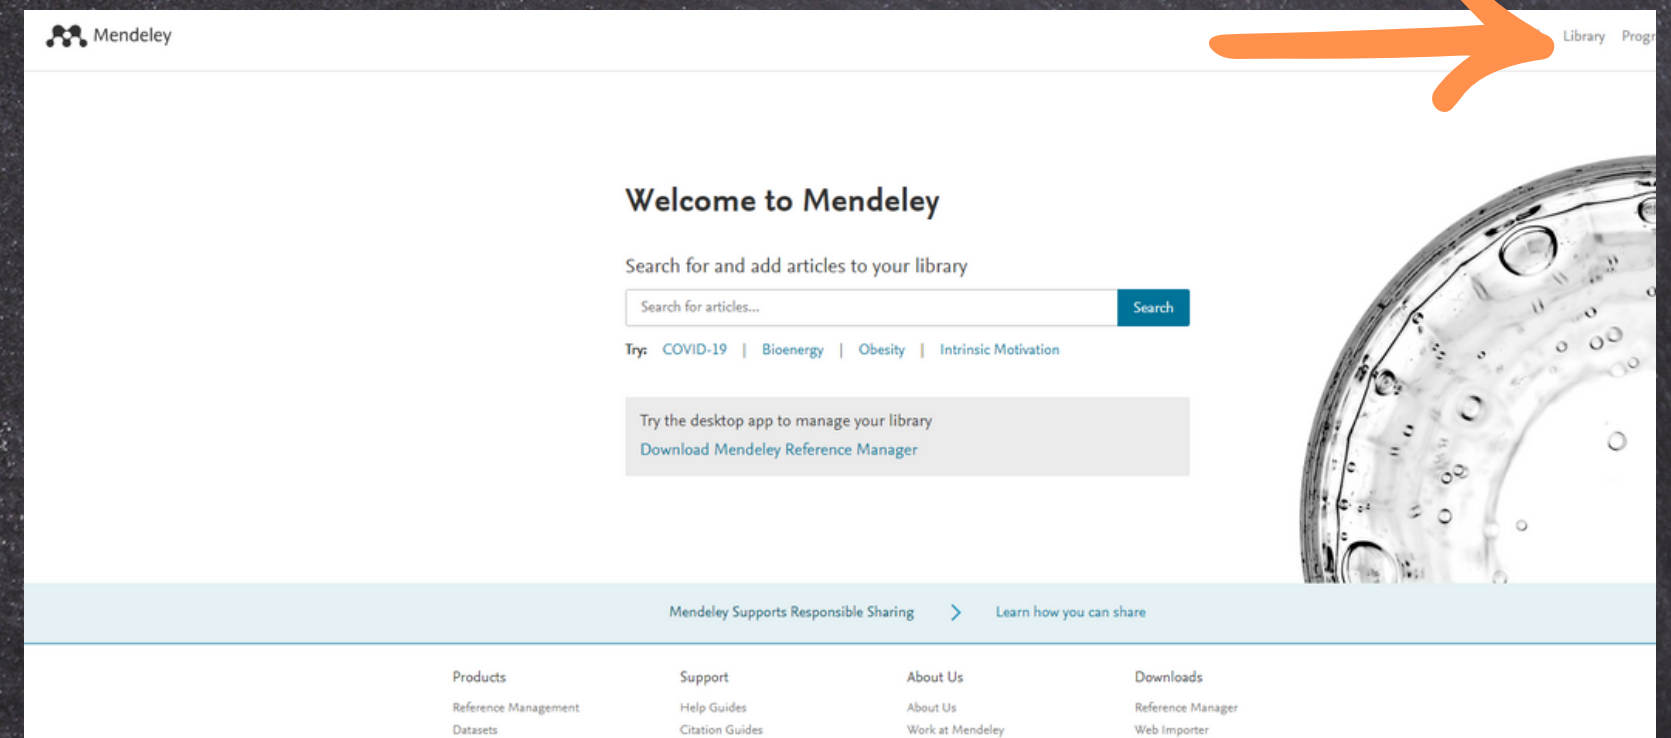 Mendeley
Library
Welcome to Mendeley
Search for and add articles to your library
Search for articles...
Search
Try: COVID-19 | Bioenergy | Obesity | Intrinsic Motivation
Try the desktop app to manage your library
Download Mendeley Reference Manager
Mendeley Supports Responsible Sharing
Learn how you can share
Products Support About Us Downloads
Reference Management Help Guides About Us Reference Manager
Datasets Citation Guides Work at Mendeley Web Importer